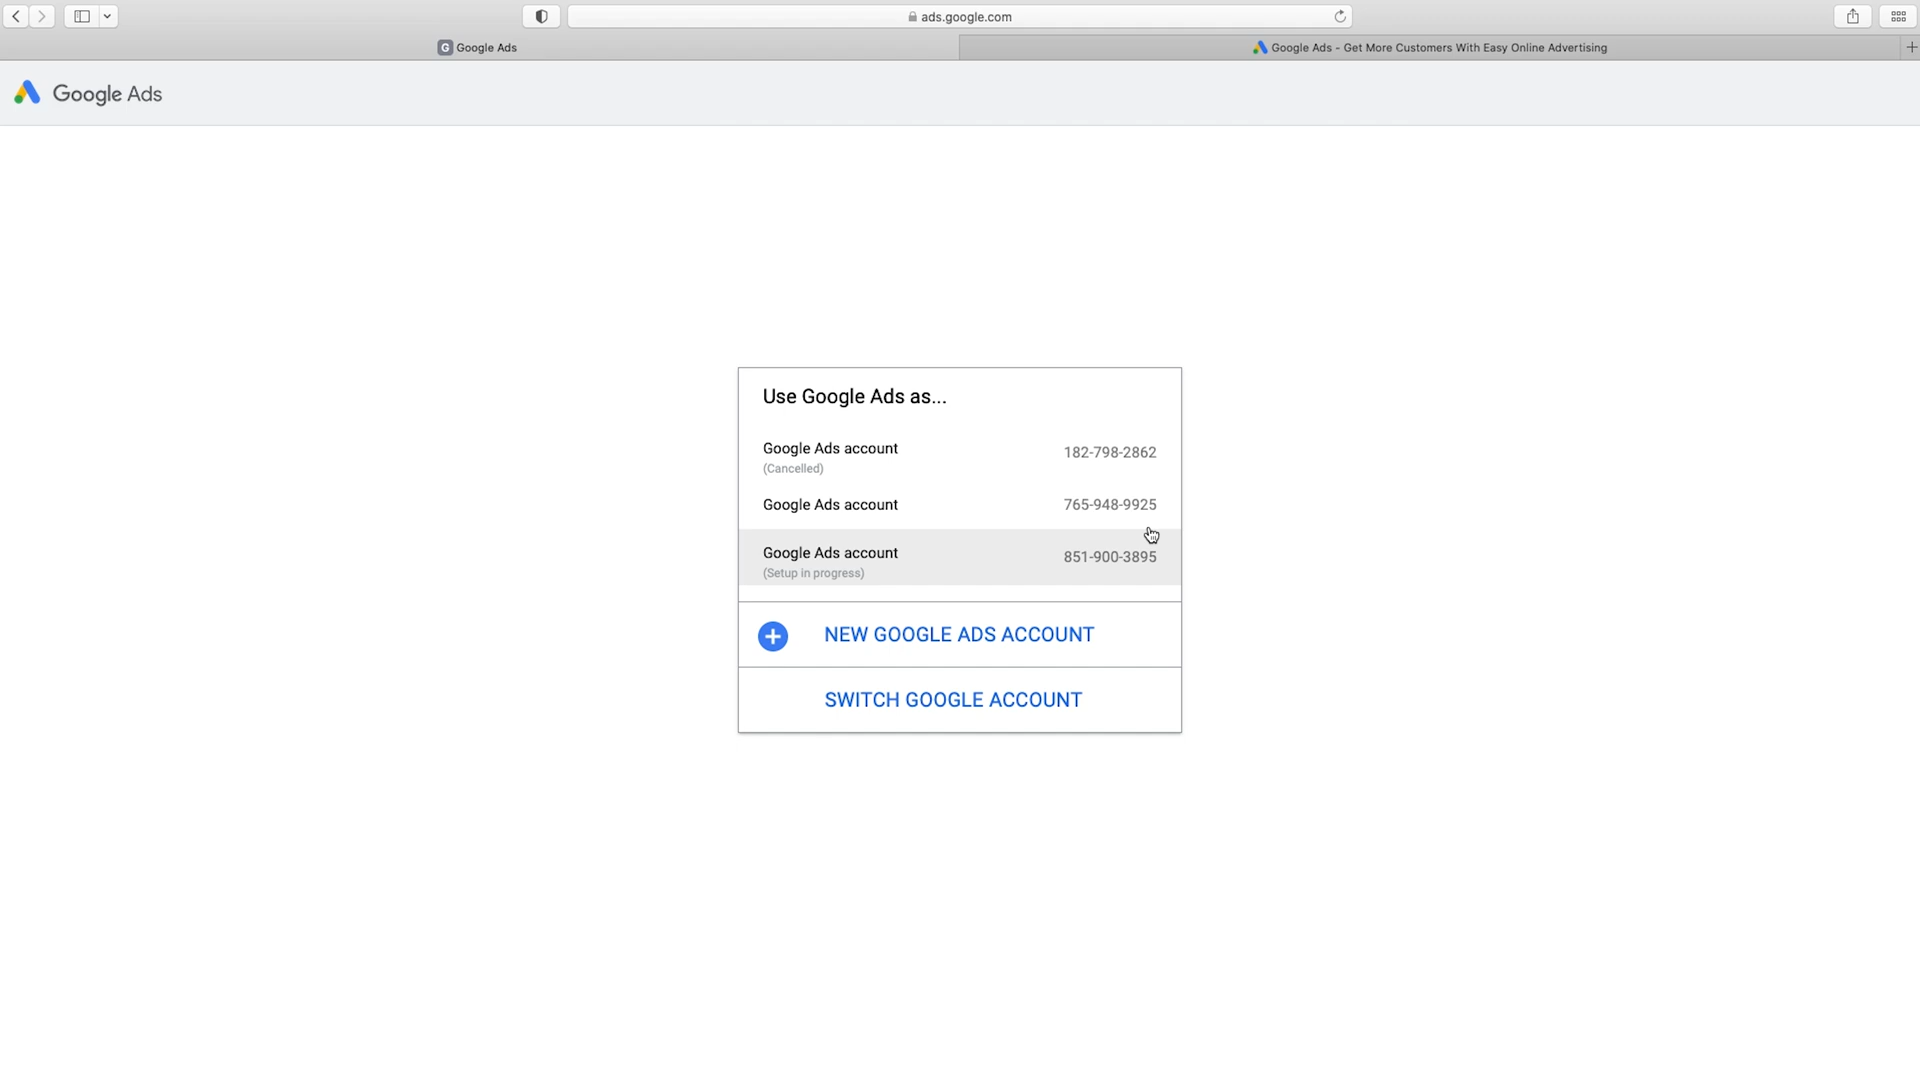 ads.google.com
G Google Ads
Google Ads - Get More Customers With Easy Online Advertising
Google Ads
Use Google Ads as...
Google Ads account 182-798-2862
(Cancelled)
Google Ads account 765-948-9925
Google Ads account 851-900-3895
(Setup in progress)
NEW GOOGLE ADS ACCOUNT
SWITCH GOOGLE ACCOUNT